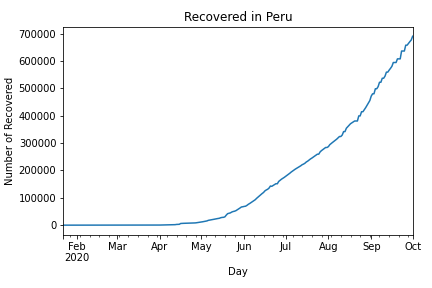 Recovered in Peru
700000
600000
500000
400000
300000
200000
100000
0
Number of Recovered
Feb Mar Apr May Jun Jul Aug Sep Oct
2020
Day